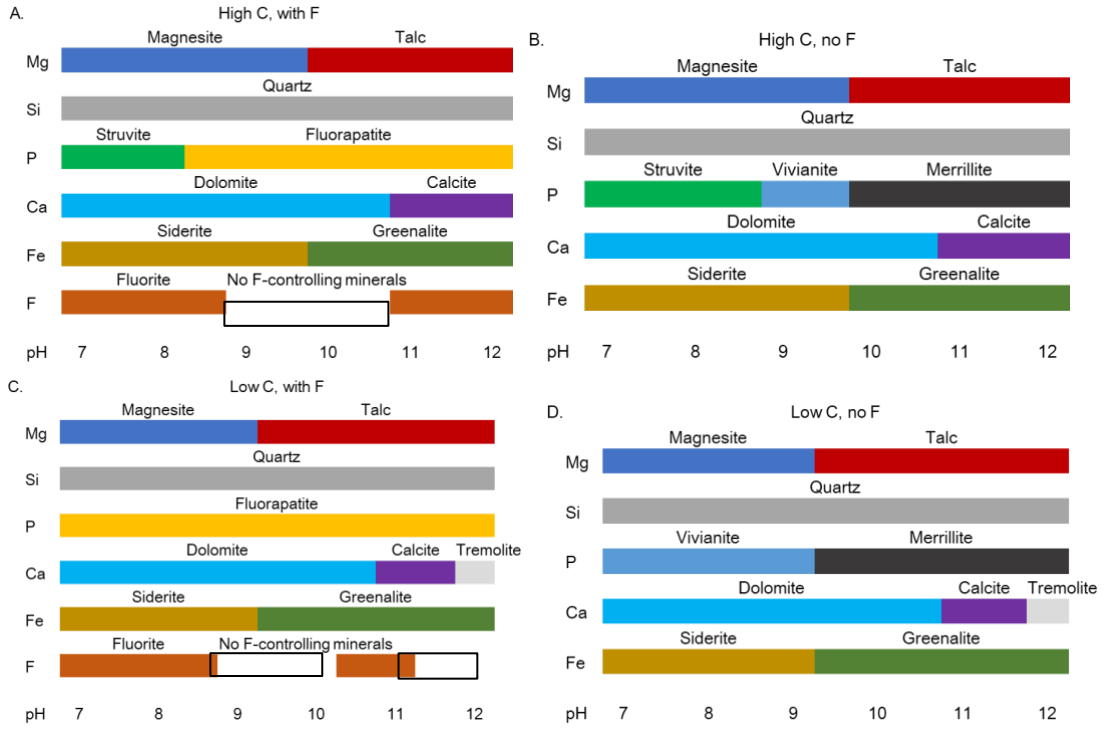 A.
High C, with F
Magnesite Talc
Mg
Quartz
Si
Struvite Fluorapatite
P
Dolomite Calcite
Ca
Siderite Greenalite
Fe
Fluorite No F-controlling minerals
F
pH 7 8 9 10 11 12
B.
High C, no F
Magnesite Talc
Mg
Quartz
Si
Struvite Vivianite Merrillite
P
Dolomite Calcite
Ca
Siderite Greenalite
Fe
pH 7 8 9 10 11 12
C.
Low C, with F
Magnesite Talc
Mg
Quartz
Si
Fluorapatite
P
Dolomite Calcite Tremolite
Ca
Siderite Greenalite
Fe
Fluorite No F-controlling minerals
F
pH 7 8 9 10 11 12
D.
Low C, no F
Magnesite Talc
Mg
Quartz
Si
Vivianite Merrillite
P
Dolomite Calcite Tremolite
Ca
Siderite Greenalite
Fe
pH 7 8 9 10 11 12